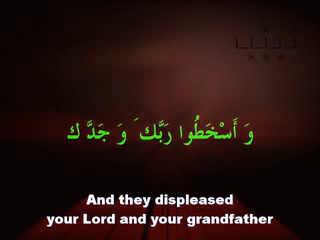 وَ أَسْخَطُوا رَبَّكَ وَ جَدَّ ك
And they displeased
your Lord and your grandfather